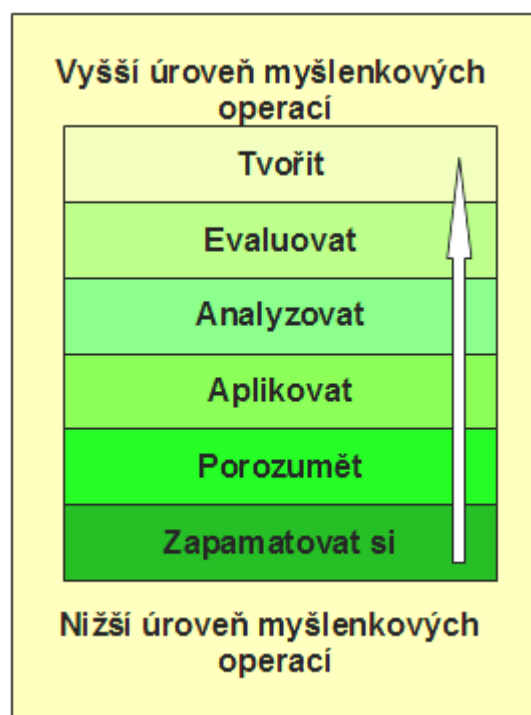 Vyšší úroveň myšlenkových
operací
Tvořit
Evaluovat
Analyzovat
Aplikovat
Porozumět
Zapamatovat si
Nižší úroveň myšlenkových
operací